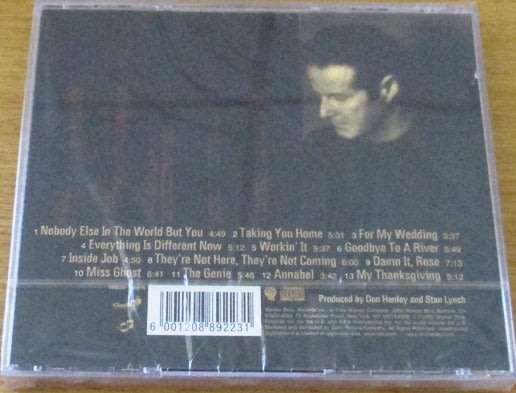 1 Nobody Else In The World But You 4:49 2 Taking You Home 5:31 3 For My Wedding 3:37
4 Everything Is Different Now 5:12 5 Workin' It 5:37 6 Goodbye To A River 5:49
7 Inside Job 4:50 8 They're Not Here, They're Not Coming 6:00 9 Damn It, Rose 7:13
10 Miss Ghost 6:41 11 The Genie 5:46 12 Annabel 3:43 13 My Thanksgiving 5:12
Produced by Don Henley and Stan Lynch
6 001208 892231